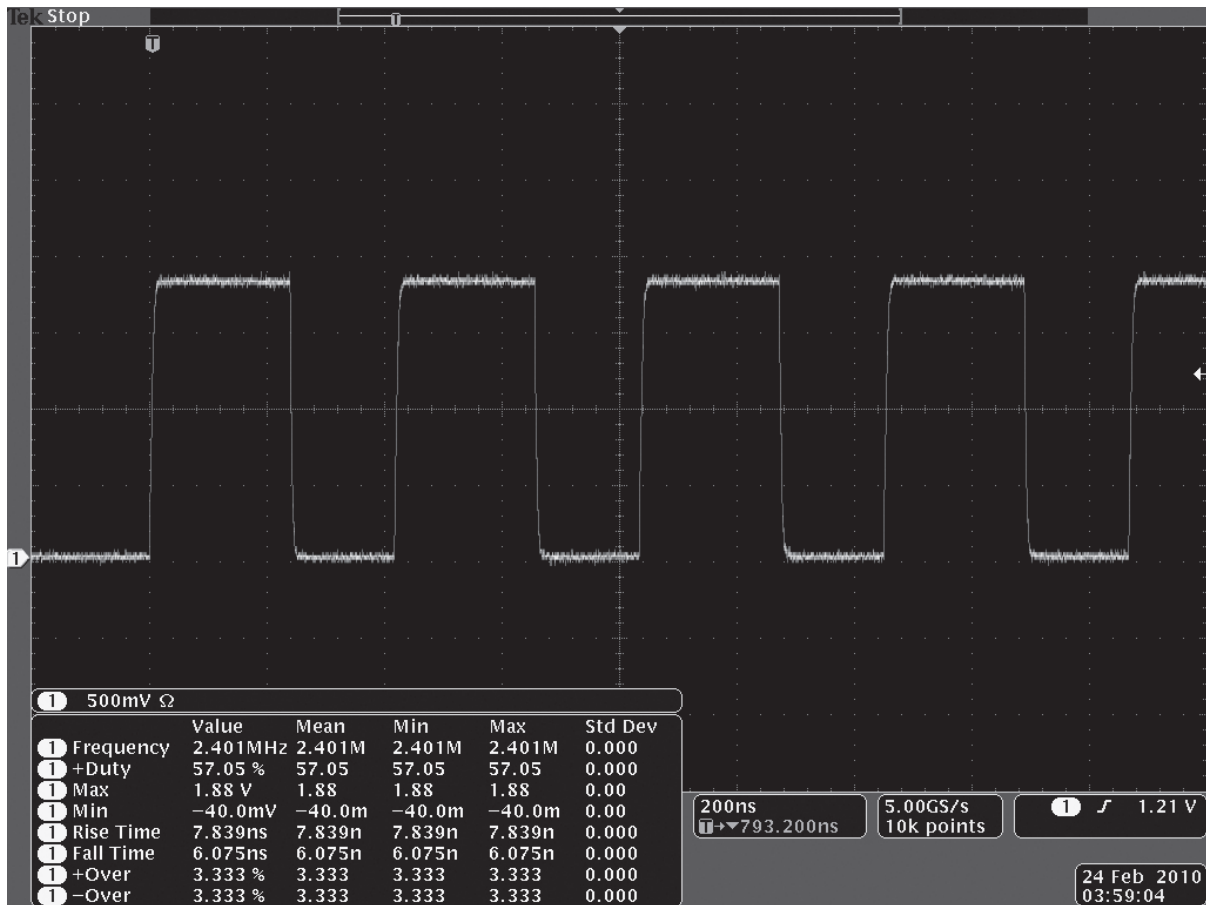 Tek Stop
T
T
1
1 500mV Ω
Value Mean Min Max Std Dev
1 Frequency 2.401MHz 2.401M 2.401M 2.401M 0.000
1 +Duty 57.05 % 57.05 57.05 57.05 0.000
1 Max 1.88 V 1.88 1.88 1.88 0.00
1 Min −40.0mV −40.0m −40.0m −40.0m 0.00
1 Rise Time 7.839ns 7.839n 7.839n 7.839n 0.000
1 Fall Time 6.075ns 6.075n 6.075n 6.075n 0.000
1 +Over 3.333 % 3.333 3.333 3.333 0.000
1 −Over 3.333 % 3.333 3.333 3.333 0.000
200ns
T→▼793.200ns
5.00GS/s
10k points
1 ƒ 1.21 V
24 Feb 2010
03:59:04